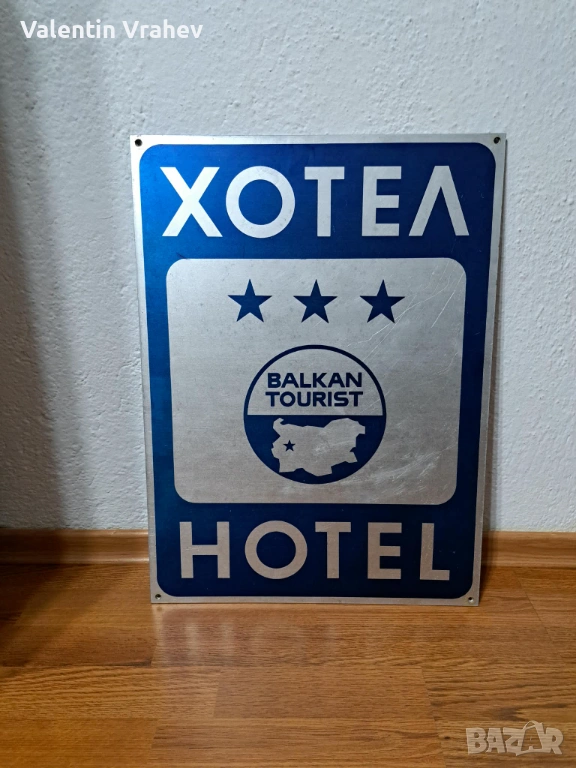 Valentin Vrahev
ХОТЕЛ
BALKAN
TOURIST
HOTEL
BAZAR